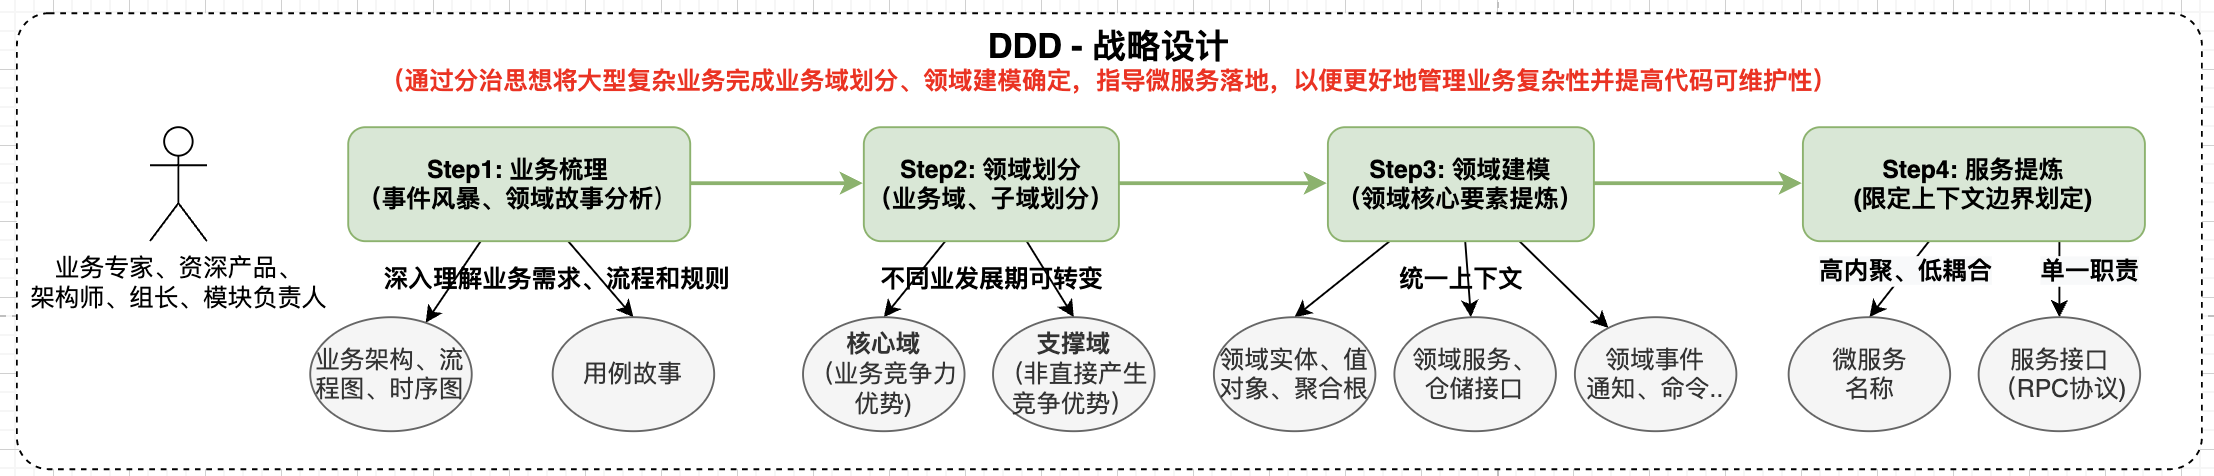 DDD - 战略设计
（通过分治思想将大型复杂业务完成业务域划分、领域建模确定，指导微服务落地，以便更好地管理业务复杂性并提高代码可维护性）
业务专家、资深产品、
架构师、组长、模块负责人
Step1: 业务梳理
（事件风暴、领域故事分析）
深入理解业务需求、流程和规则
业务架构、流
程图、时序图
用例故事
Step2: 领域划分
（业务域、子域划分）
不同业发展期可转变
核心域
（业务竞争力
优势)
支撑域
（非直接产生
竞争优势）
Step3: 领域建模
（领域核心要素提炼）
统一上下文
领域实体、值
对象、聚合根
领域服务、
仓储接口
领域事件
通知、命令..
Step4: 服务提炼
(限定上下文边界划定)
高内聚、低耦合
单一职责
微服务
名称
服务接口
（RPC协议)